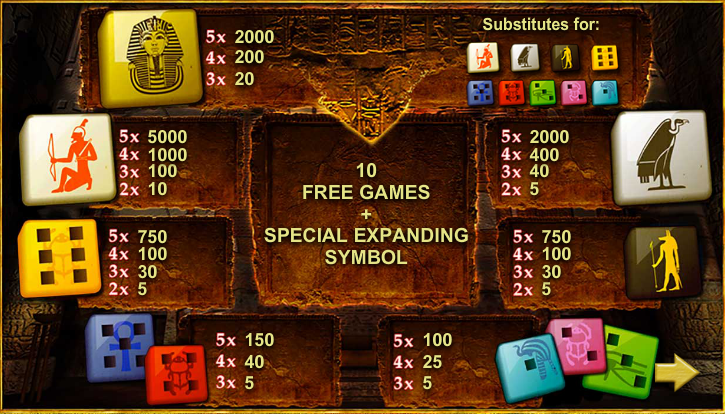 5x 2000
4x 200
3x 20
Substitutes for:
5x 5000
4x 1000
3x 100
2x 10
10
FREE GAMES
+
SPECIAL EXPANDING
SYMBOL
5x 2000
4x 400
3x 40
2x 5
5x 750
4x 100
3x 30
2x 5
5x 750
4x 100
3x 30
2x 5
5x 150
4x 40
3x 5
5x 100
4x 25
3x 5